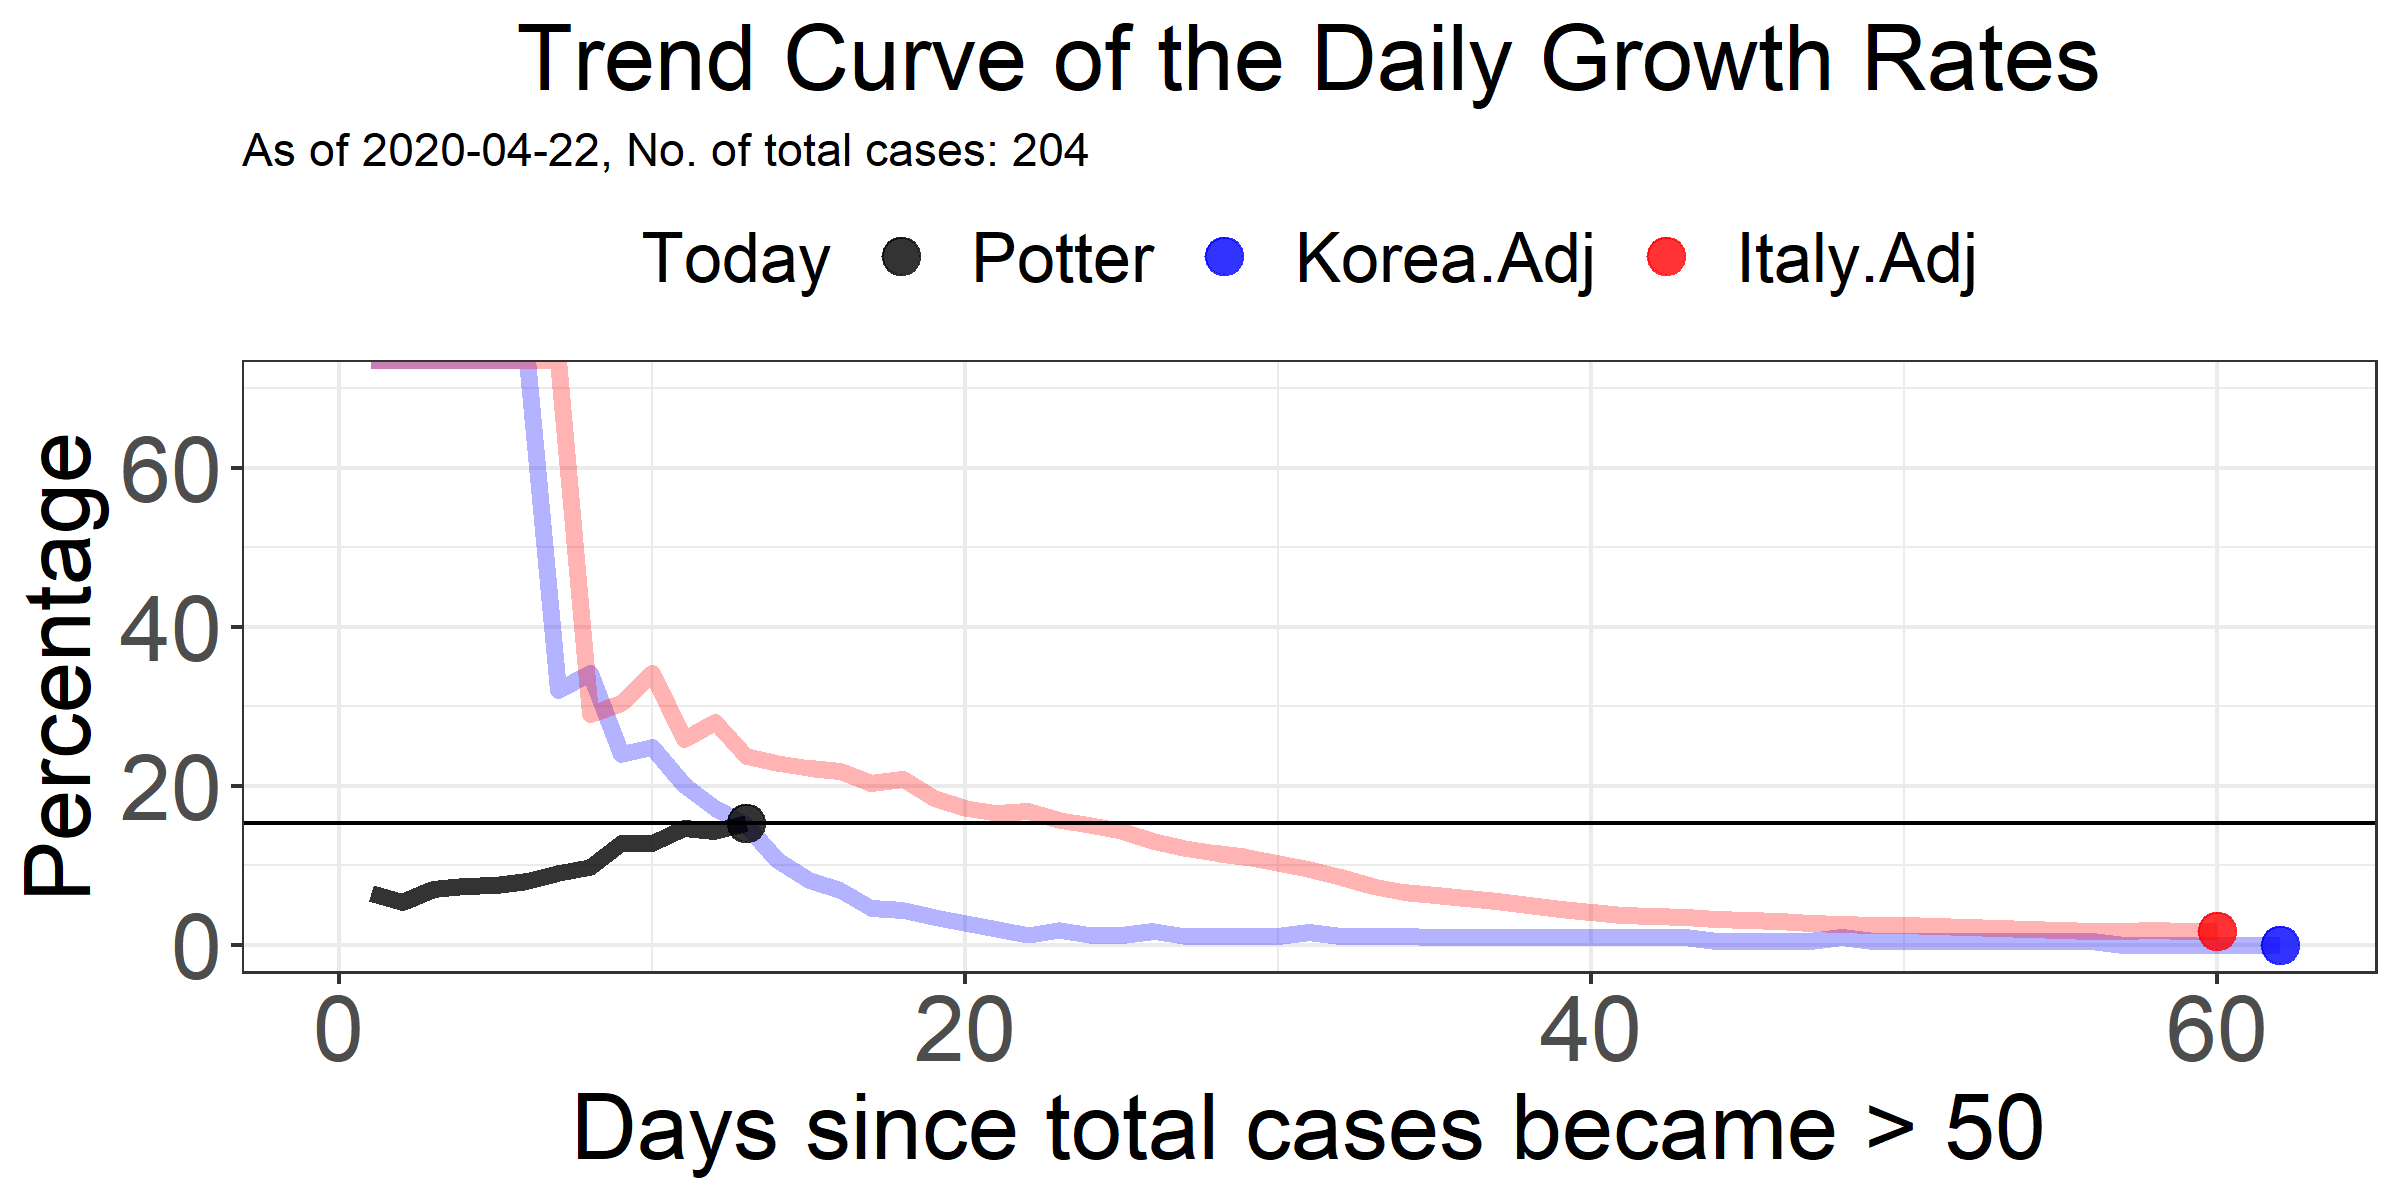 Trend Curve of the Daily Growth Rates
As of 2020-04-22, No. of total cases: 204
Today Potter Korea.Adj Italy.Adj
Percentage
60
40
20
0
0 20 40 60
Days since total cases became > 50